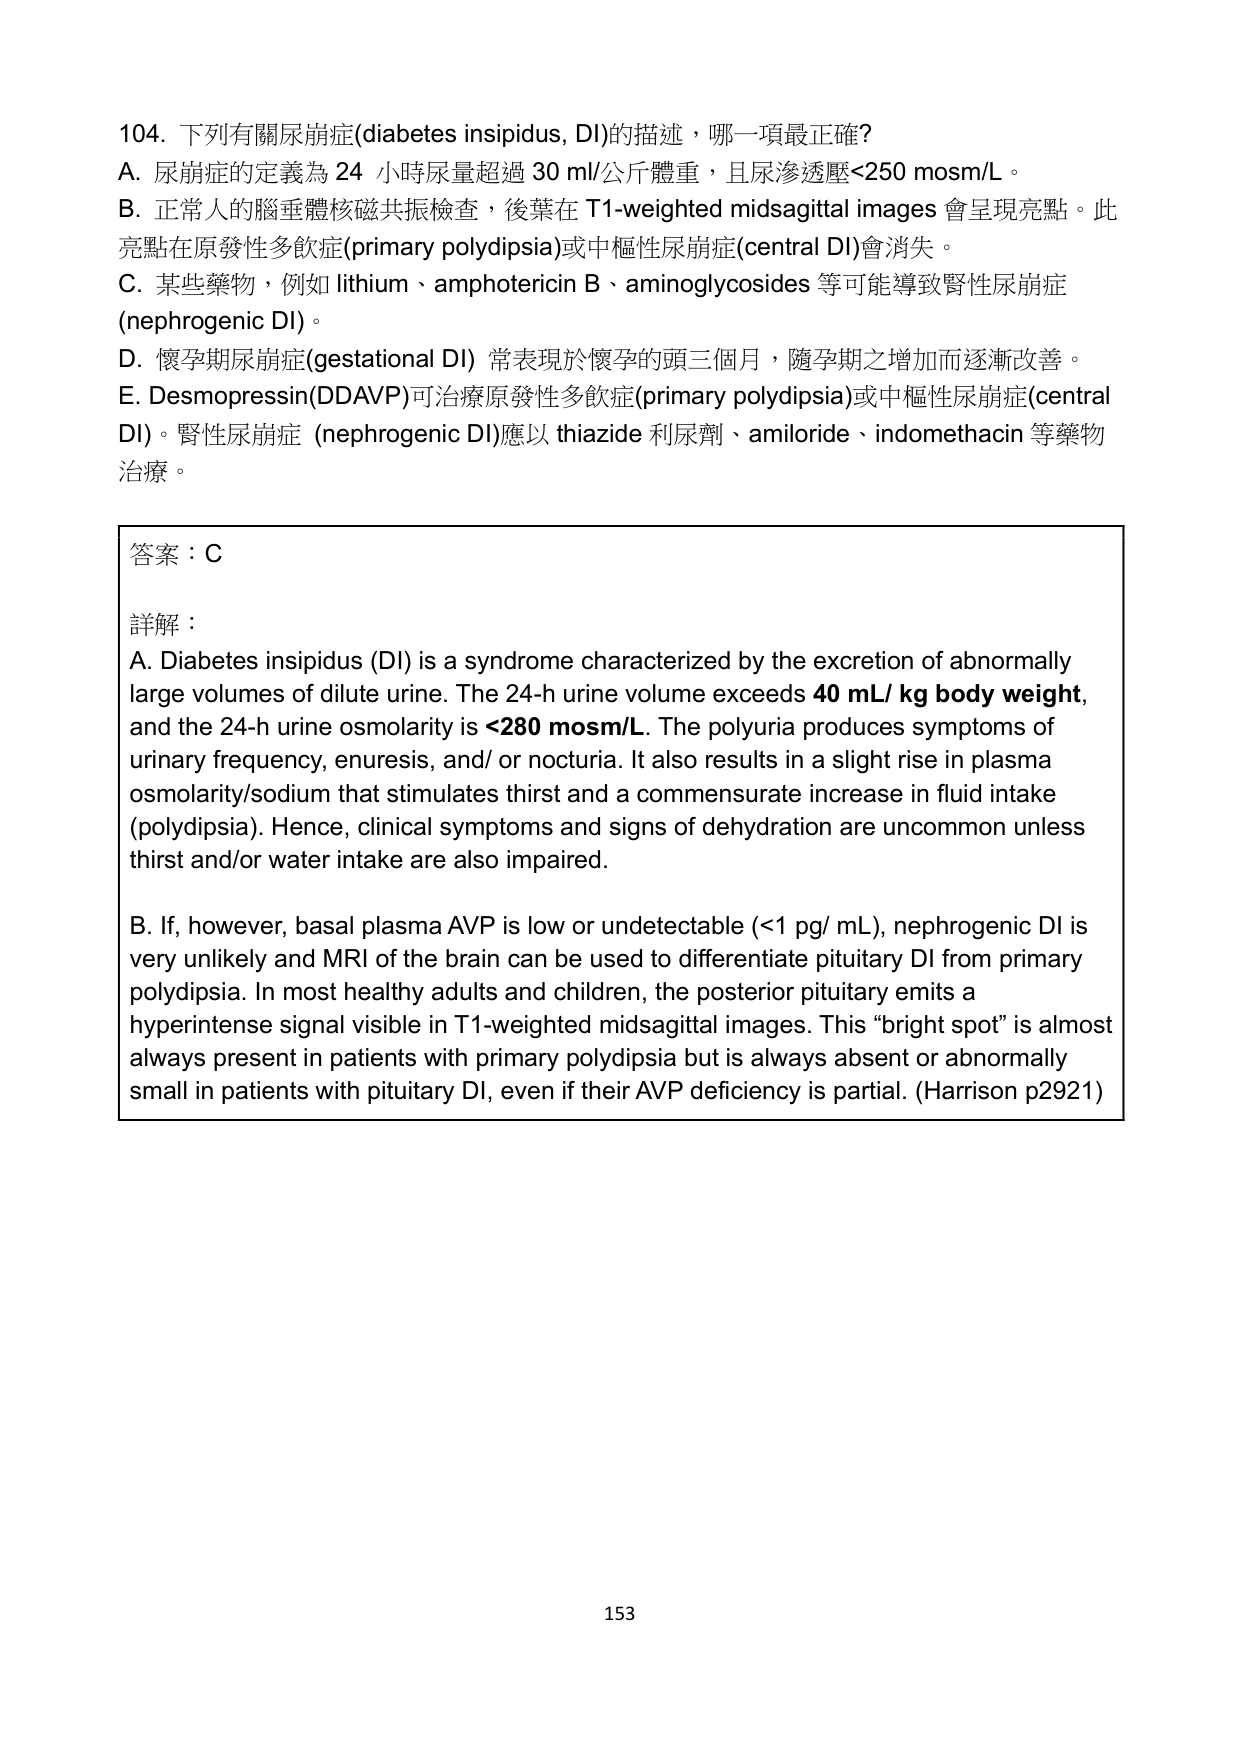 104. 下列有關尿崩症(diabetes insipidus, DI)的描述，哪一項最正確?
A. 尿崩症的定義為 24 小時尿量超過 30 ml/公斤體重，且尿滲透壓<250 mosm/L。
B. 正常人的腦垂體核磁共振檢查，後葉在 T1-weighted midsagittal images 會呈現亮點。此
亮點在原發性多飲症(primary polydipsia)或中樞性尿崩症(central DI)會消失。
C. 某些藥物，例如 lithium、amphotericin B、aminoglycosides 等可能導致腎性尿崩症
(nephrogenic DI)。
D. 懷孕期尿崩症(gestational DI) 常表現於懷孕的頭三個月，隨孕期之增加而逐漸改善。
E. Desmopressin(DDAVP)可治療原發性多飲症(primary polydipsia)或中樞性尿崩症(central
DI)。腎性尿崩症 (nephrogenic DI)應以 thiazide 利尿劑、amiloride、indomethacin 等藥物
治療。
答案：C
詳解：
A. Diabetes insipidus (DI) is a syndrome characterized by the excretion of abnormally
large volumes of dilute urine. The 24-h urine volume exceeds 40 mL/ kg body weight,
and the 24-h urine osmolarity is <280 mosm/L. The polyuria produces symptoms of
urinary frequency, enuresis, and/ or nocturia. It also results in a slight rise in plasma
osmolarity/sodium that stimulates thirst and a commensurate increase in fluid intake
(polydipsia). Hence, clinical symptoms and signs of dehydration are uncommon unless
thirst and/or water intake are also impaired.
B. If, however, basal plasma AVP is low or undetectable (<1 pg/ mL), nephrogenic DI is
very unlikely and MRI of the brain can be used to differentiate pituitary DI from primary
polydipsia. In most healthy adults and children, the posterior pituitary emits a
hyperintense signal visible in T1-weighted midsagittal images. This “bright spot” is almost
always present in patients with primary polydipsia but is always absent or abnormally
small in patients with pituitary DI, even if their AVP deficiency is partial. (Harrison p2921)
153